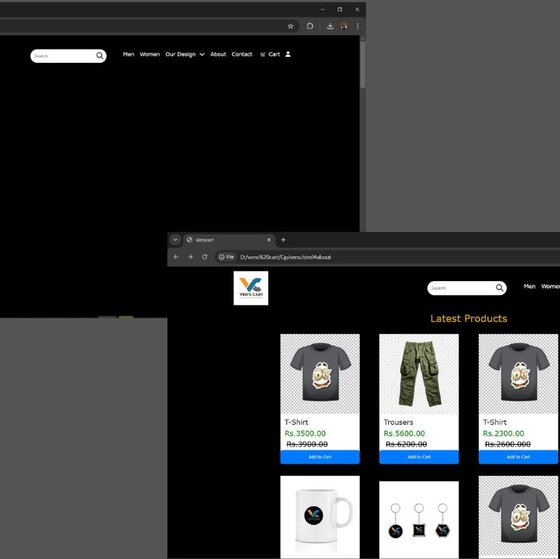 Search
Men Women Our Design About Contact Cart
Venscart
File D:/vens%20cart/Gp/vens.html#about
VEN'S CART
Search
Men Women
Latest Products
T-Shirt Trousers T-Shirt
Rs.3500.00 Rs.5600.00 Rs.2300.00
Rs.3900.00 Rs.6200.00 Rs.2600.000
Add to Cart Add to Cart Add to Cart